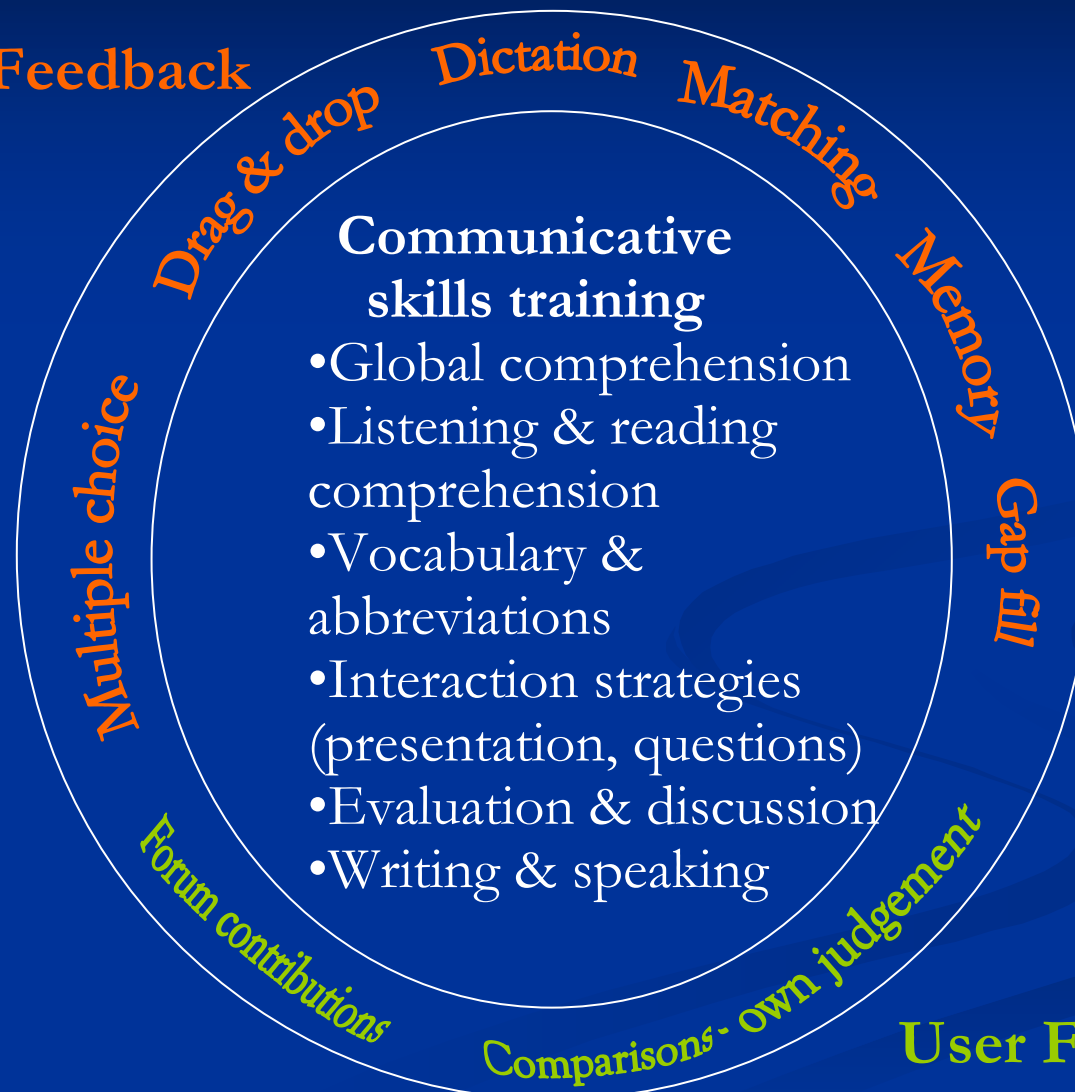 Feedback
Dictation
Matching
Drag & drop
Memory
Multiple choice
Gap fill
Communicative
skills training
•Global comprehension
•Listening & reading
comprehension
•Vocabulary &
abbreviations
•Interaction strategies
(presentation, questions)
•Evaluation & discussion
•Writing & speaking
Forum contributions
Comparisons - own judgement
User F